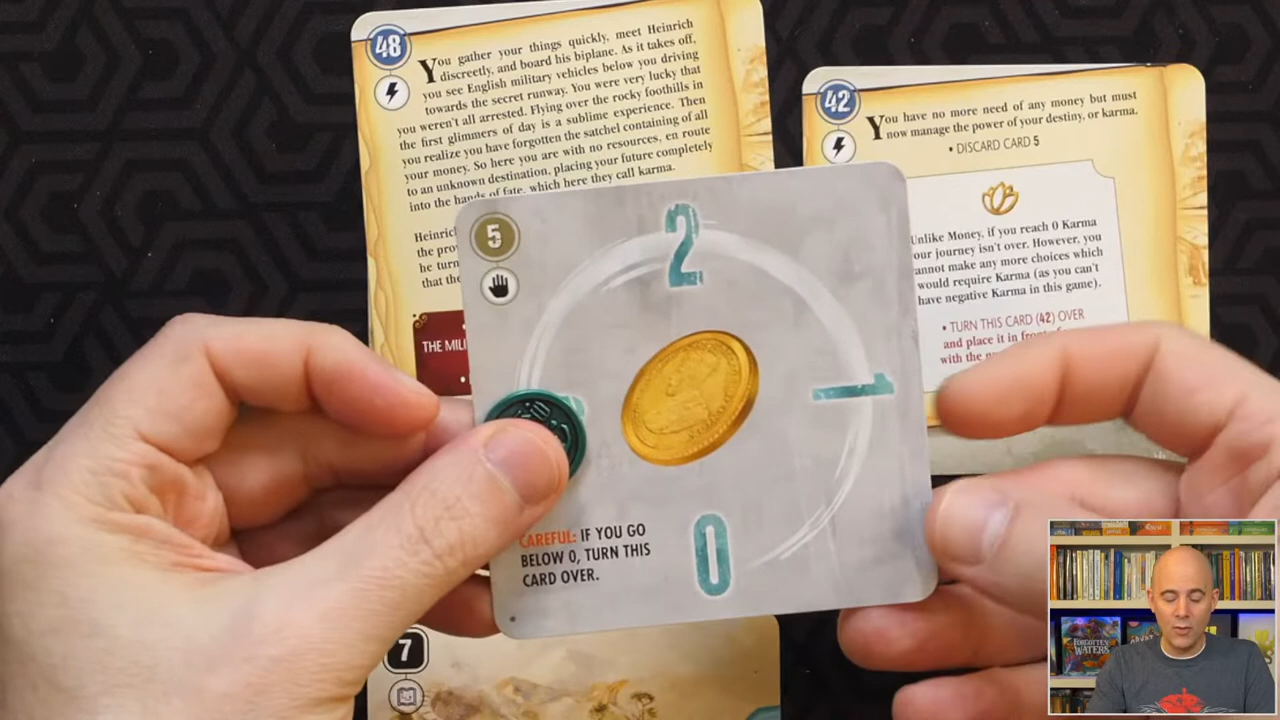 48
You gather your things quickly, meet Heinrich
discreetly, and board his biplane. As it takes off,
you see English military vehicles below you driving
towards the secret runway. You were very lucky that
you weren't all arrested. Flying over the rocky foothills in
the first glimmers of day is a sublime experience. Then
you realize you have forgotten the satchel containing of all
your money. So here you are with no resources, en route
to an unknown destination, placing your future completely
into the hands of fate, which here they call karma.
Heinric
the pro
he turn
that the
THE MILI
42
You have no more need of any money but must
now manage the power of your destiny, or karma.
• DISCARD CARD 5
Unlike Money, if you reach 0 Karma
our journey isn't over. However, you
annot make any more choices which
would require Karma (as you can't
have negative Karma in this game).
• TURN THIS CARD (42) OVER
and place it in front of
with the
5
2
1
0
CAREFUL: IF YOU GO
BELOW 0, TURN THIS
CARD OVER.
7
FORGOTTEN
WATERS